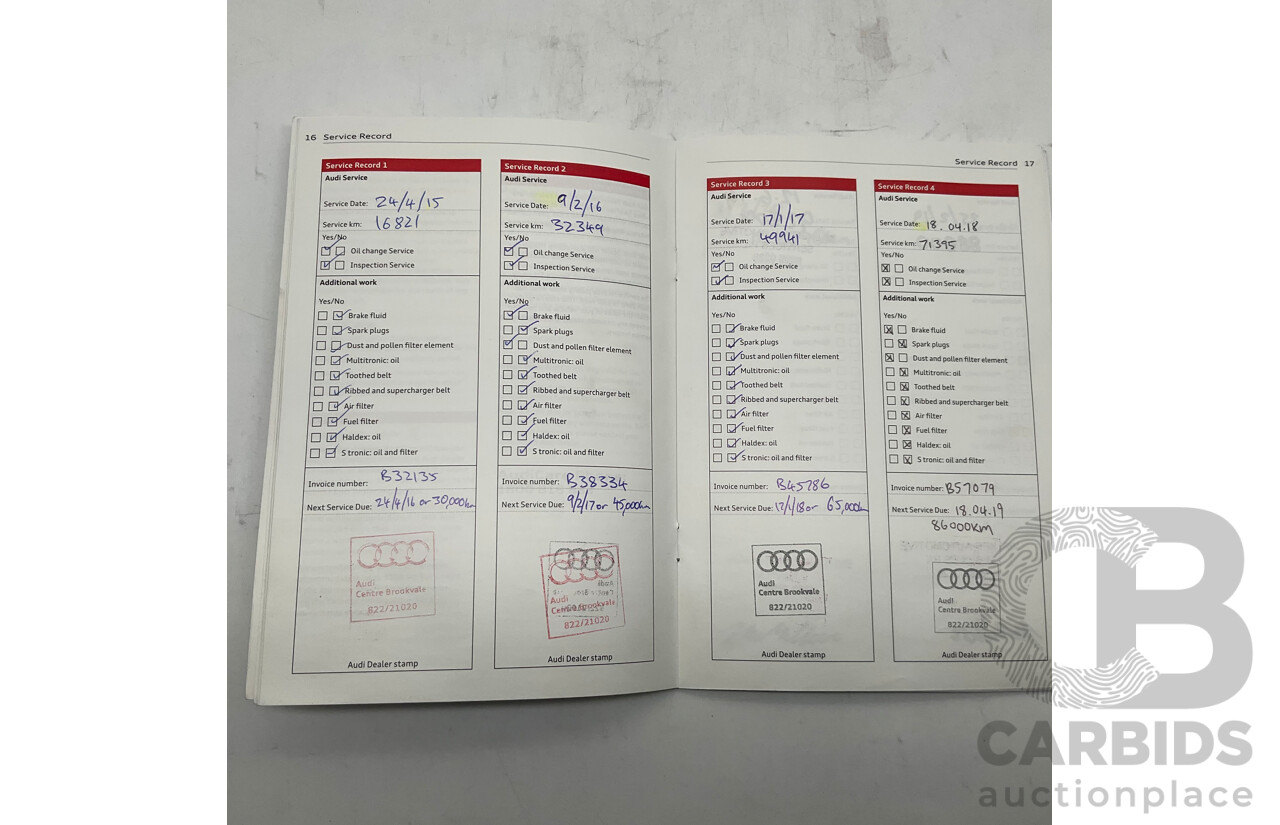 16 Service Record
Service Record 1
Audi Service
Service Date: 24/4/15
Service km: 16821
Yes/No
Oil change Service
Inspection Service
Additional work
Yes/No
Brake fluid
Spark plugs
Dust and pollen filter element
Multitronic: oil
Toothed belt
Ribbed and supercharger belt
Air filter
Fuel filter
Haldex: oil
S tronic: oil and filter
Invoice number: B32135
Next Service Due: 24/4/16 or 30,000km
Audi
Centre Brookvale
822/21020
Audi Dealer stamp
Service Record 2
Audi Service
Service Date: 9/2/16
Service km: 32349
Yes/No
Oil change Service
Inspection Service
Additional work
Yes/No
Brake fluid
Spark plugs
Dust and pollen filter element
Multitronic: oil
Toothed belt
Ribbed and supercharger belt
Air filter
Fuel filter
Haldex: oil
S tronic: oil and filter
Invoice number: B38334
Next Service Due: 9/2/17 or 45,000km
Audi
Centre Brookvale
822/21020
Audi Dealer stamp
Service Record 17
Service Record 3
Audi Service
Service Date: 17/1/17
Service km: 49941
Yes/No
Oil change Service
Inspection Service
Additional work
Yes/No
Brake fluid
Spark plugs
Dust and pollen filter element
Multitronic: oil
Toothed belt
Ribbed and supercharger belt
Air filter
Fuel filter
Haldex: oil
S tronic: oil and filter
Invoice number: B45786
Next Service Due: 17/1/18 or 65,000km
Audi
Centre Brookvale
822/21020
Audi Dealer stamp
Service Record 4
Audi Service
Service Date: 18.04.18
Service km: 71395
Yes/No
Oil change Service
Inspection Service
Additional work
Yes/No
Brake fluid
Spark plugs
Dust and pollen filter element
Multitronic: oil
Toothed belt
Ribbed and supercharger belt
Air filter
Fuel filter
Haldex: oil
S tronic: oil and filter
Invoice number: B57079
Next Service Due: 18.04.19
86000km
Audi
Centre Brookvale
822/21020
Audi Dealer stamp
CB
CARBIDS
auctionplace